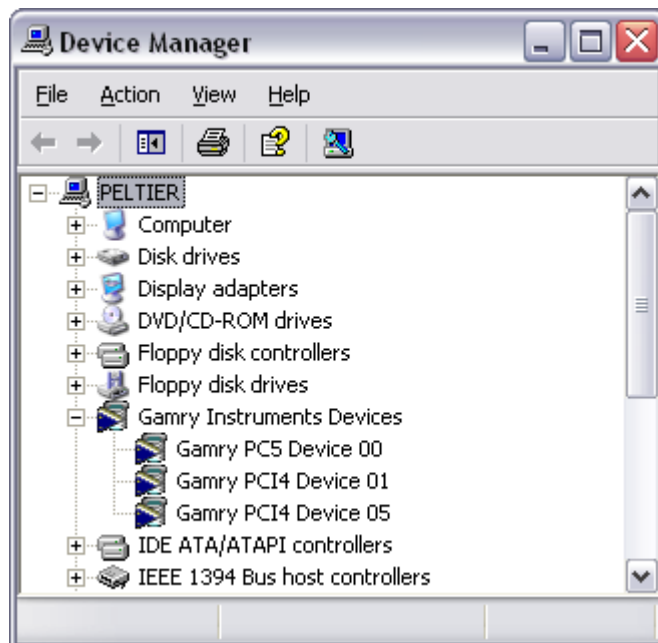 Device Manager
File Action View Help
PELTIER
Computer
Disk drives
Display adapters
DVD/CD-ROM drives
Floppy disk controllers
Floppy disk drives
Gamry Instruments Devices
Gamry PC5 Device 00
Gamry PCI4 Device 01
Gamry PCI4 Device 05
IDE ATA/ATAPI controllers
IEEE 1394 Bus host controllers